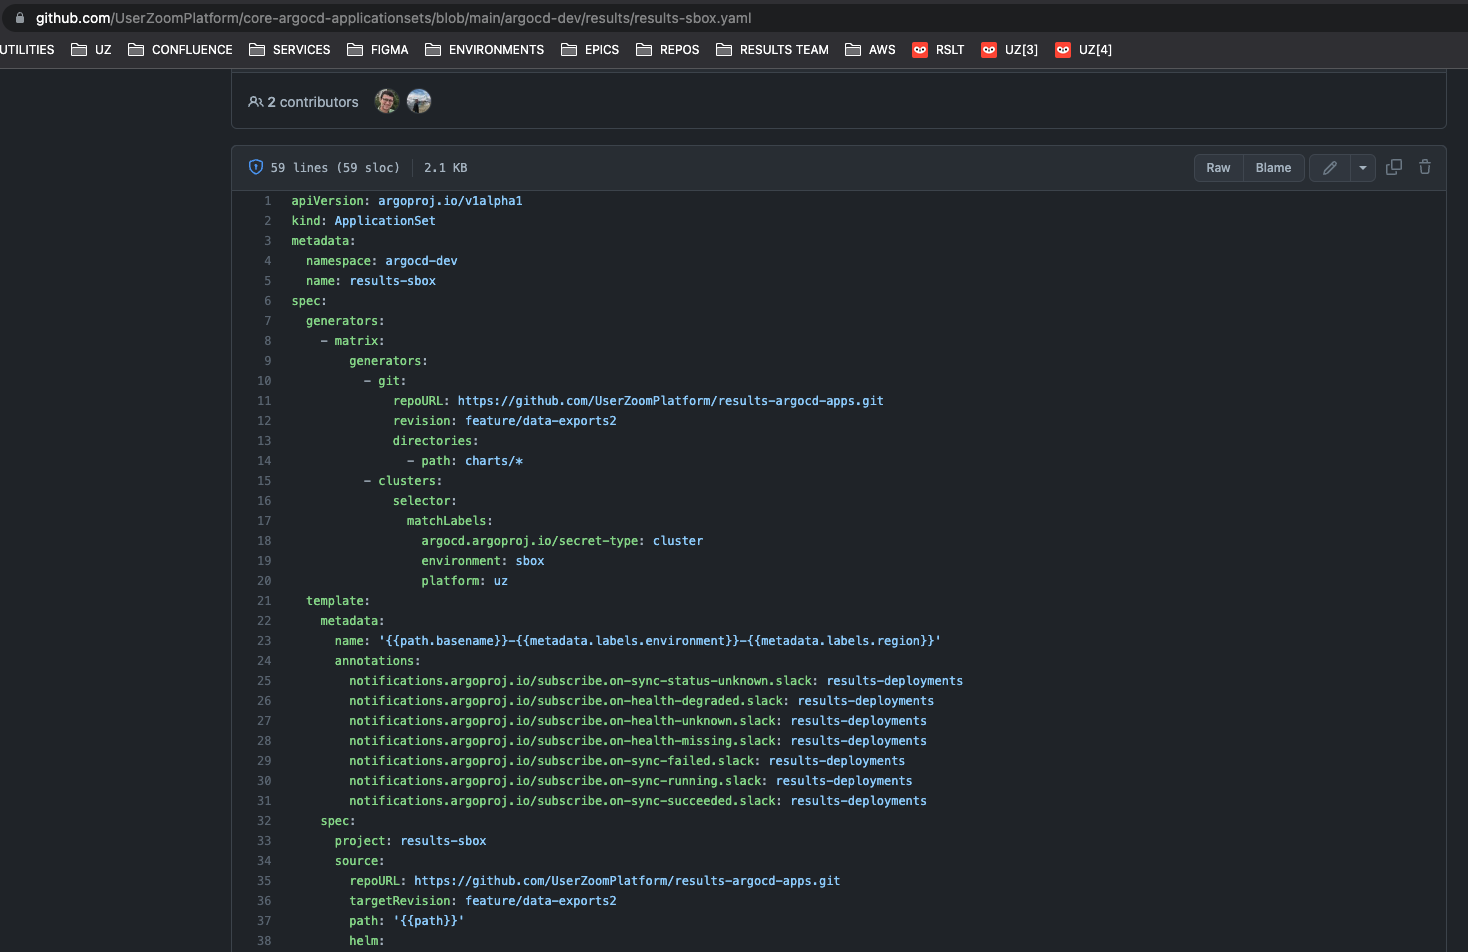 github.com/UserZoomPlatform/core-argocd-applicationsets/blob/main/argocd-dev/results/results-sbox.yaml
UTILITIES UZ CONFLUENCE SERVICES FIGMA ENVIRONMENTS EPICS REPOS RESULTS TEAM AWS RSLT UZ[3] UZ[4]
2 contributors
59 lines (59 sloc) 2.1 KB Raw Blame
1 apiVersion: argoproj.io/v1alpha1
2 kind: ApplicationSet
3 metadata:
4 namespace: argocd-dev
5 name: results-sbox
6 spec:
7 generators:
8 - matrix:
9 generators:
10 - git:
11 repoURL: https://github.com/UserZoomPlatform/results-argocd-apps.git
12 revision: feature/data-exports2
13 directories:
14 - path: charts/*
15 - clusters:
16 selector:
17 matchLabels:
18 argocd.argoproj.io/secret-type: cluster
19 environment: sbox
20 platform: uz
21 template:
22 metadata:
23 name: '{{path.basename}}-{{metadata.labels.environment}}-{{metadata.labels.region}}'
24 annotations:
25 notifications.argoproj.io/subscribe.on-sync-status-unknown.slack: results-deployments
26 notifications.argoproj.io/subscribe.on-health-degraded.slack: results-deployments
27 notifications.argoproj.io/subscribe.on-health-unknown.slack: results-deployments
28 notifications.argoproj.io/subscribe.on-health-missing.slack: results-deployments
29 notifications.argoproj.io/subscribe.on-sync-failed.slack: results-deployments
30 notifications.argoproj.io/subscribe.on-sync-running.slack: results-deployments
31 notifications.argoproj.io/subscribe.on-sync-succeeded.slack: results-deployments
32 spec:
33 project: results-sbox
34 source:
35 repoURL: https://github.com/UserZoomPlatform/results-argocd-apps.git
36 targetRevision: feature/data-exports2
37 path: '{{path}}'
38 helm: